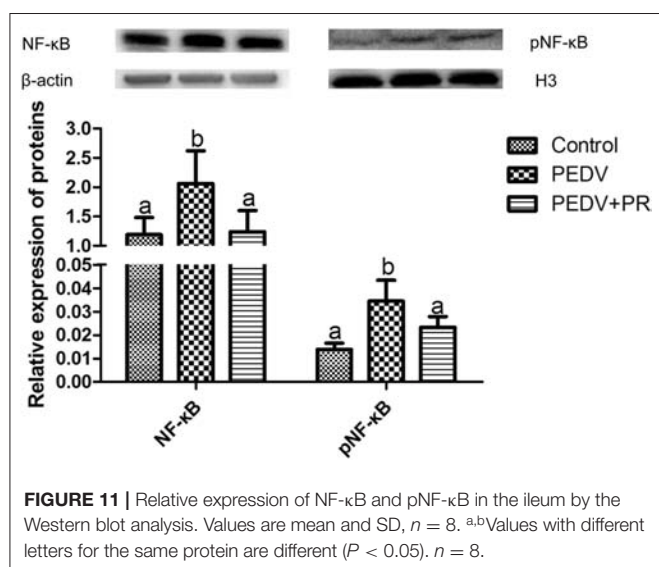 NF-κB
pNF-κB
β-actin
H3
Relative expression of proteins
3.0
2.5
2.0
1.5
1.0
0.05
0.04
0.03
0.02
0.01
0.00
a
b
a
a
b
a
NF-κB
pNF-κB
Control
PEDV
PEDV+PR
FIGURE 11 | Relative expression of NF-κB and pNF-κB in the ileum by the
Western blot analysis. Values are mean and SD, n = 8. a,bValues with different
letters for the same protein are different (P < 0.05). n = 8.